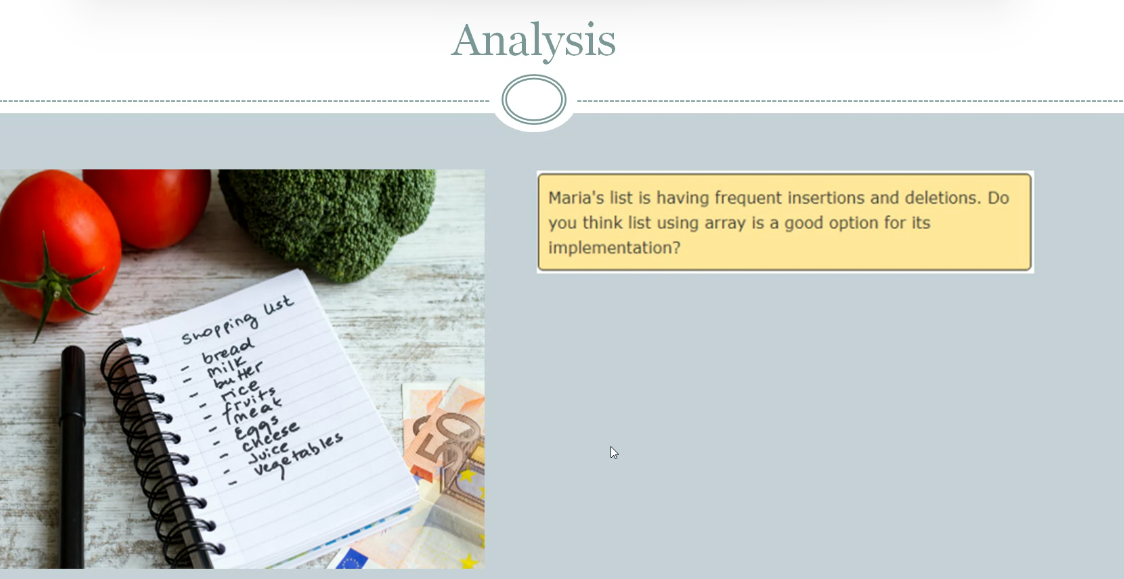 Analysis
Maria's list is having frequent insertions and deletions. Do
you think list using array is a good option for its
implementation?
shopping list
- bread
- milk
- butter
- rice
- fruits
- meat
- Eggs
- cheese
- Juice
- vegetables
50